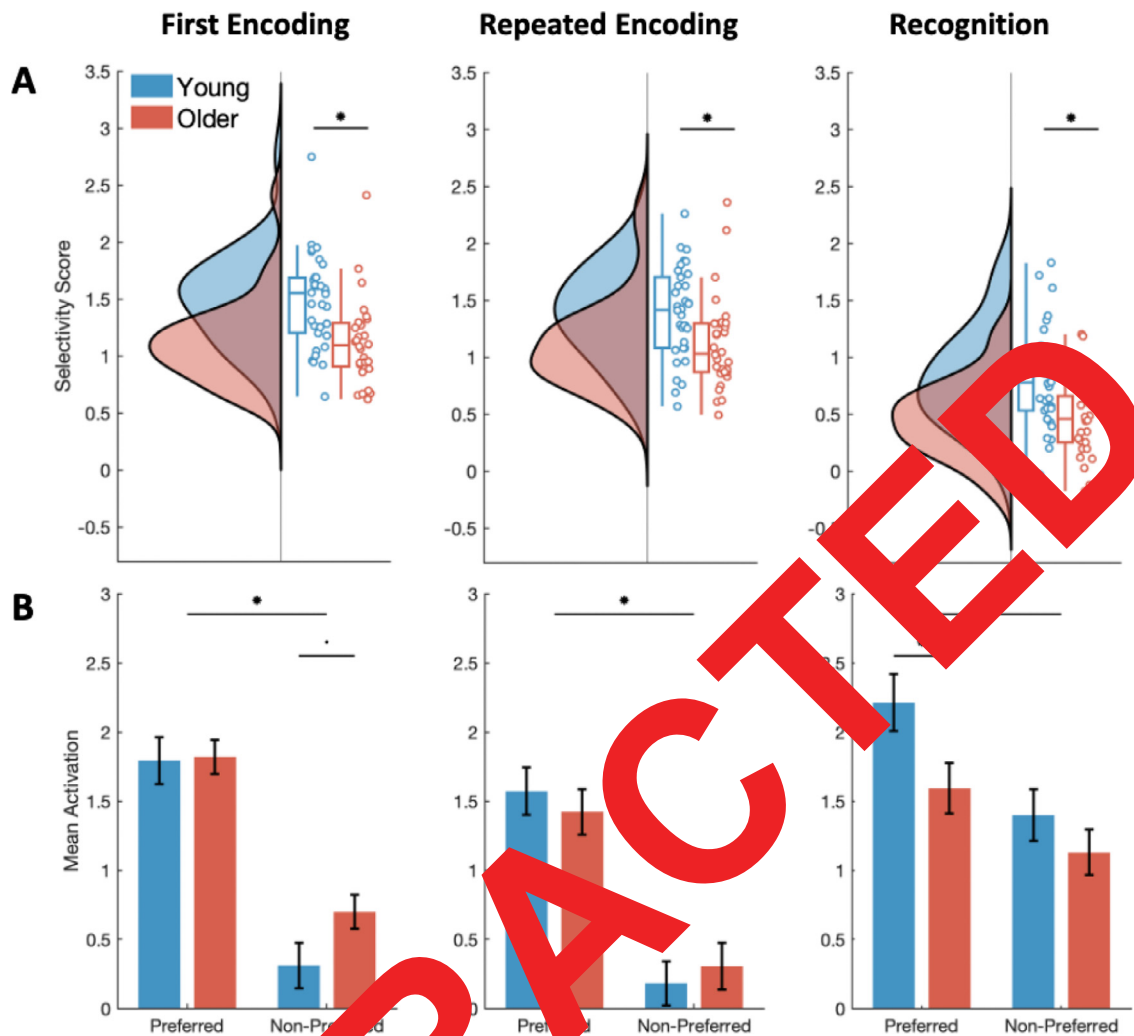 First Encoding Repeated Encoding Recognition
A
Young
Older
* * *
3.5 3.5 3.5
3 3 3
2.5 2.5 2.5
2 2 2
1.5 1.5 1.5
1 1 1
0.5 0.5 0.5
0 0 0
-0.5 -0.5
Selectivity Score
B
* *
3 3 3
2.5 2.5
2 2 2
1.5 1.5 1.5
1 1 1
0.5 0.5 0.5
0 0 0
Mean Activation
Preferred Non-Preferred Preferred Non-Preferred Preferred Non-Preferred
RACTED